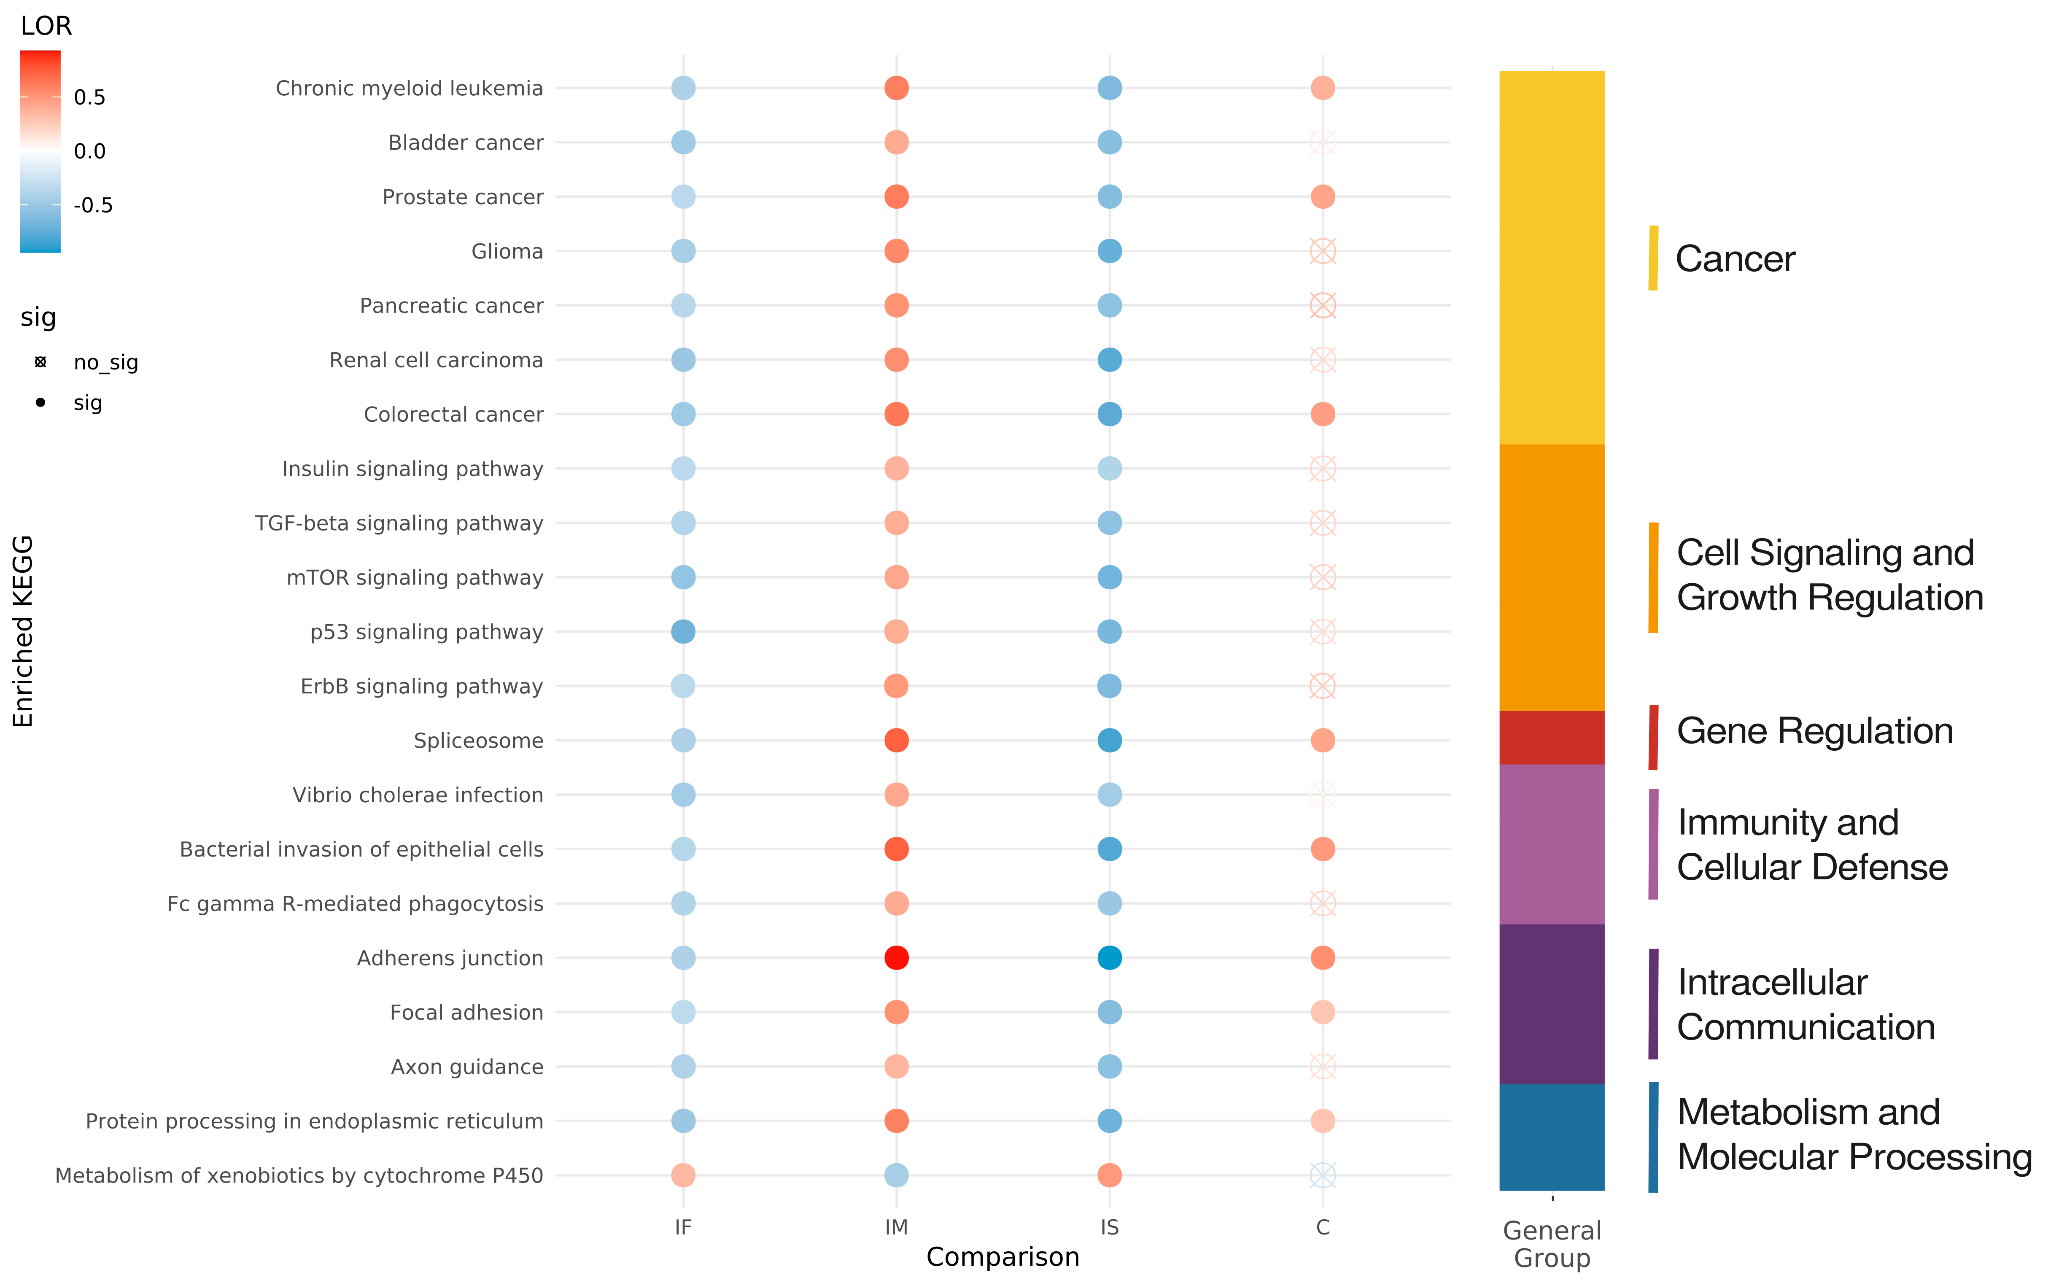 LOR
0.5
0.0
-0.5
sig
no_sig
sig
Enriched KEGG
Chronic myeloid leukemia
Bladder cancer
Prostate cancer
Glioma
Pancreatic cancer
Renal cell carcinoma
Colorectal cancer
Insulin signaling pathway
TGF-beta signaling pathway
mTOR signaling pathway
p53 signaling pathway
ErbB signaling pathway
Spliceosome
Vibrio cholerae infection
Bacterial invasion of epithelial cells
Fc gamma R-mediated phagocytosis
Adherens junction
Focal adhesion
Axon guidance
Protein processing in endoplasmic reticulum
Metabolism of xenobiotics by cytochrome P450
IF
IM
IS
C
Comparison
General
Group
Cancer
Cell Signaling and
Growth Regulation
Gene Regulation
Immunity and
Cellular Defense
Intracellular
Communication
Metabolism and
Molecular Processing